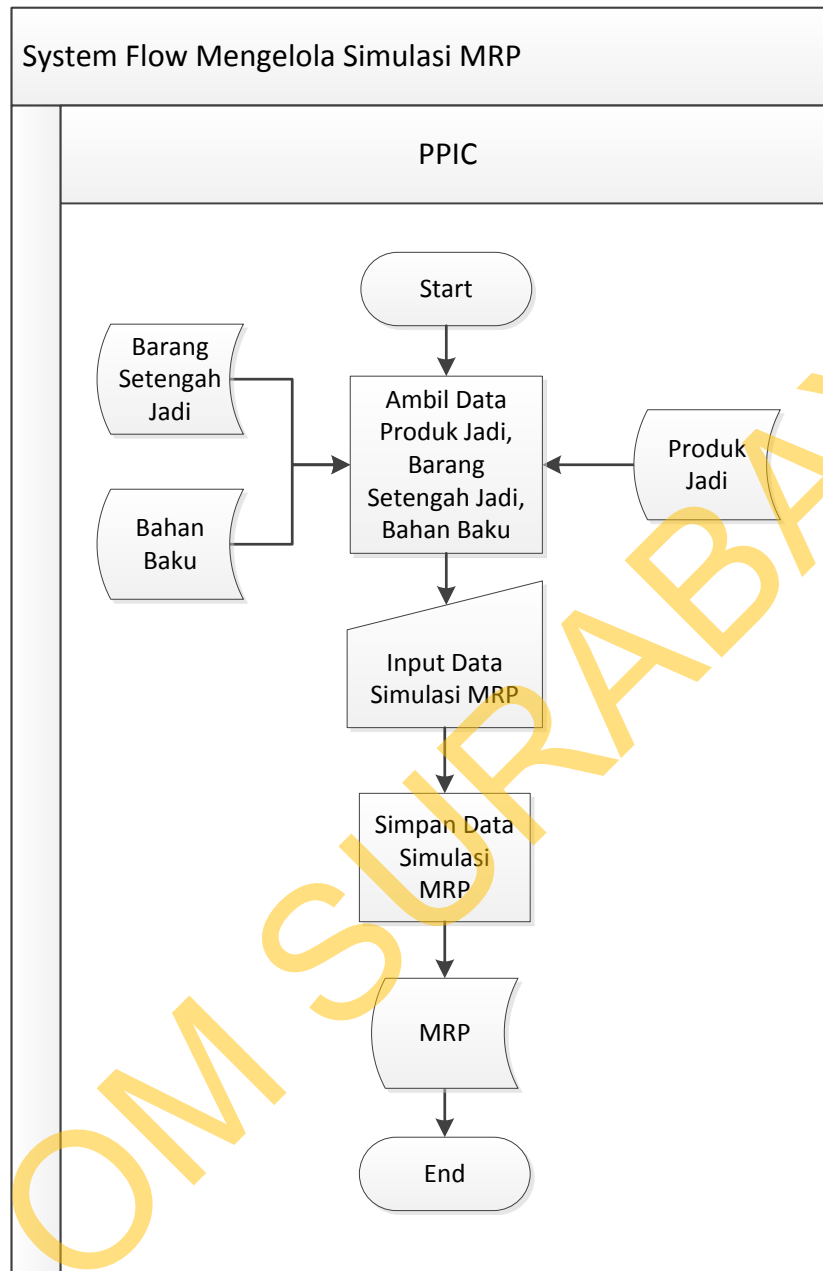 System Flow Mengelola Simulasi MRP
PPIC
Start
Barang
Setengah
Jadi
Ambil Data
Produk Jadi,
Barang
Setengah Jadi,
Bahan Baku
Produk
Jadi
Bahan
Baku
Input Data
Simulasi MRP
Simpan Data
Simulasi
MRP
MRP
End
OM SURABAY